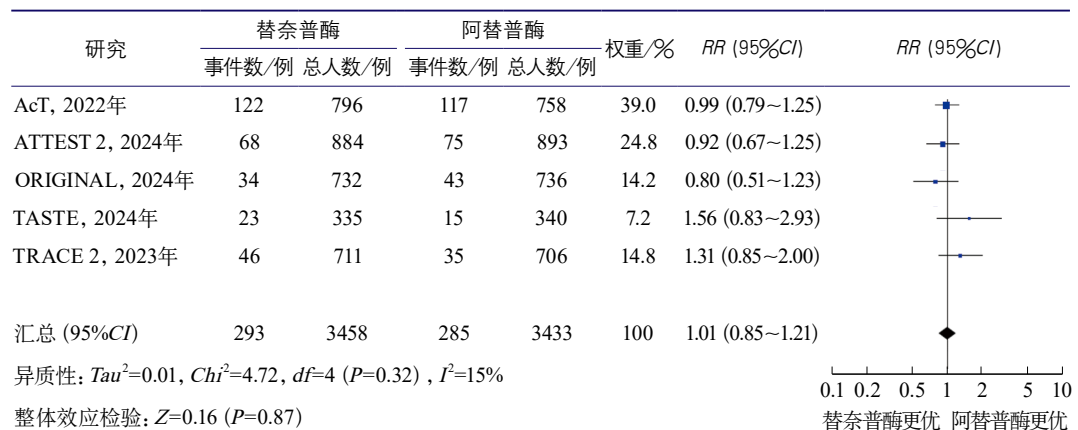 研究 替奈普酶 阿替普酶 权重/% RR (95%CI) RR (95%CI)
事件数/例 总人数/例 事件数/例 总人数/例
AcT, 2022年 122 796 117 758 39.0 0.99 (0.79~1.25)
ATTEST 2, 2024年 68 884 75 893 24.8 0.92 (0.67~1.25)
ORIGINAL, 2024年 34 732 43 736 14.2 0.80 (0.51~1.23)
TASTE, 2024年 23 335 15 340 7.2 1.56 (0.83~2.93)
TRACE 2, 2023年 46 711 35 706 14.8 1.31 (0.85~2.00)
汇总 (95%CI) 293 3458 285 3433 100 1.01 (0.85~1.21)
异质性: Tau²=0.01, Chi²=4.72, df=4 (P=0.32) , I²=15%
整体效应检验: Z=0.16 (P=0.87)
0.1 0.2 0.5 1 2 5 10
替奈普酶更优 阿替普酶更优